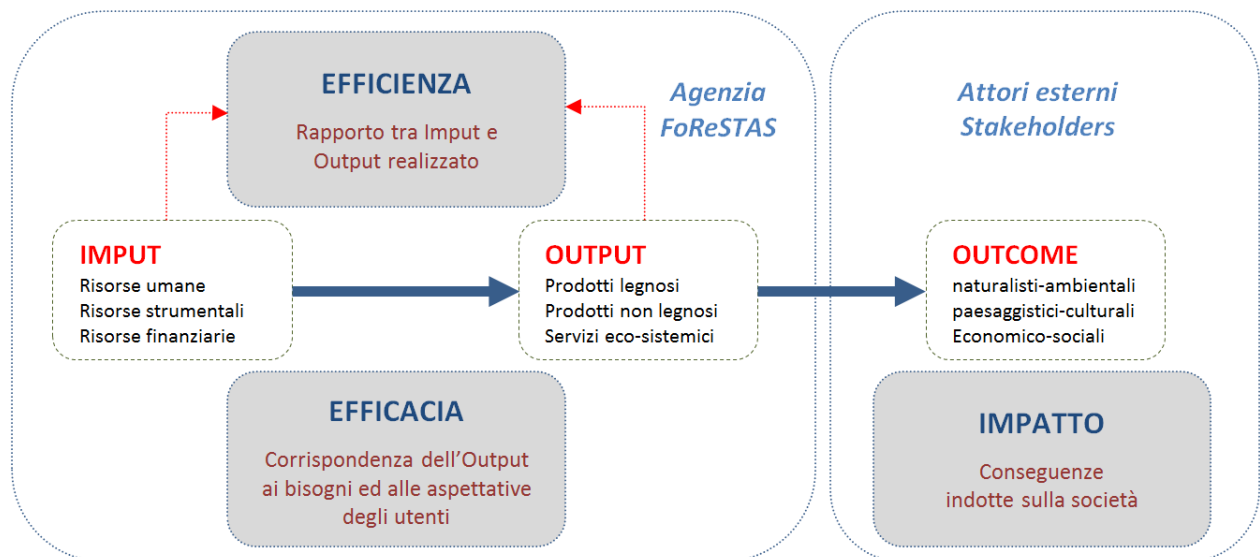 EFFICIENZA
Rapporto tra Input e
Output realizzato
Agenzia
FoReSTAS
Attori esterni
Stakeholders
IMPUT
Risorse umane
Risorse strumentali
Risorse finanziarie
OUTPUT
Prodotti legnosi
Prodotti non legnosi
Servizi eco-sistemici
OUTCOME
naturalisti-ambientali
paesaggistici-culturali
Economico-sociali
EFFICACIA
Corrispondenza dell'Output
ai bisogni ed alle aspettative
degli utenti
IMPATTO
Conseguenze
indotte sulla società